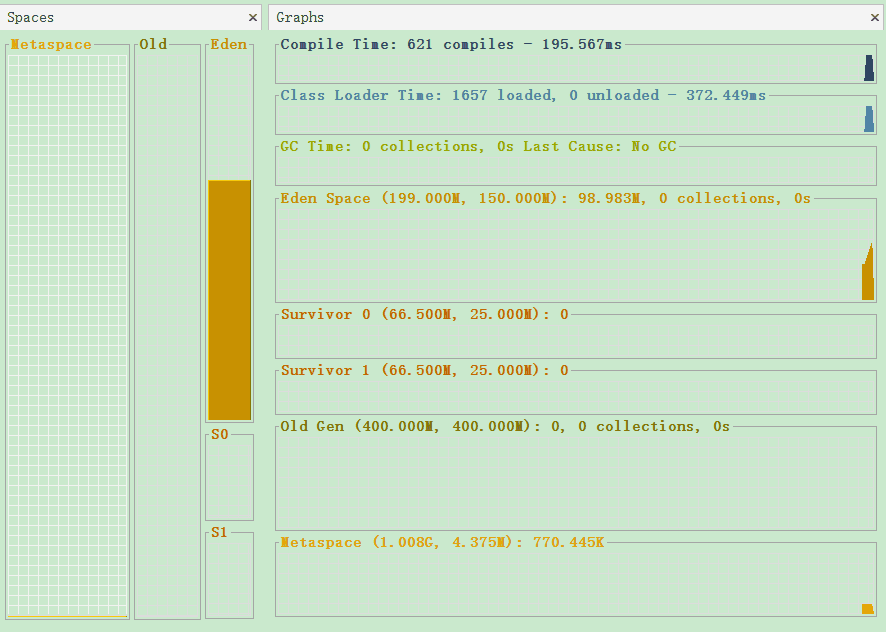 Spaces ×
Graphs ×
Metaspace
Old
Eden
S0
S1
Compile Time: 621 compiles - 195.567ms
Class Loader Time: 1657 loaded, 0 unloaded - 372.449ms
GC Time: 0 collections, 0s Last Cause: No GC
Eden Space (199.000M, 150.000M): 98.983M, 0 collections, 0s
Survivor 0 (66.500M, 25.000M): 0
Survivor 1 (66.500M, 25.000M): 0
Old Gen (400.000M, 400.000M): 0, 0 collections, 0s
Metaspace (1.008G, 4.375M): 770.445K